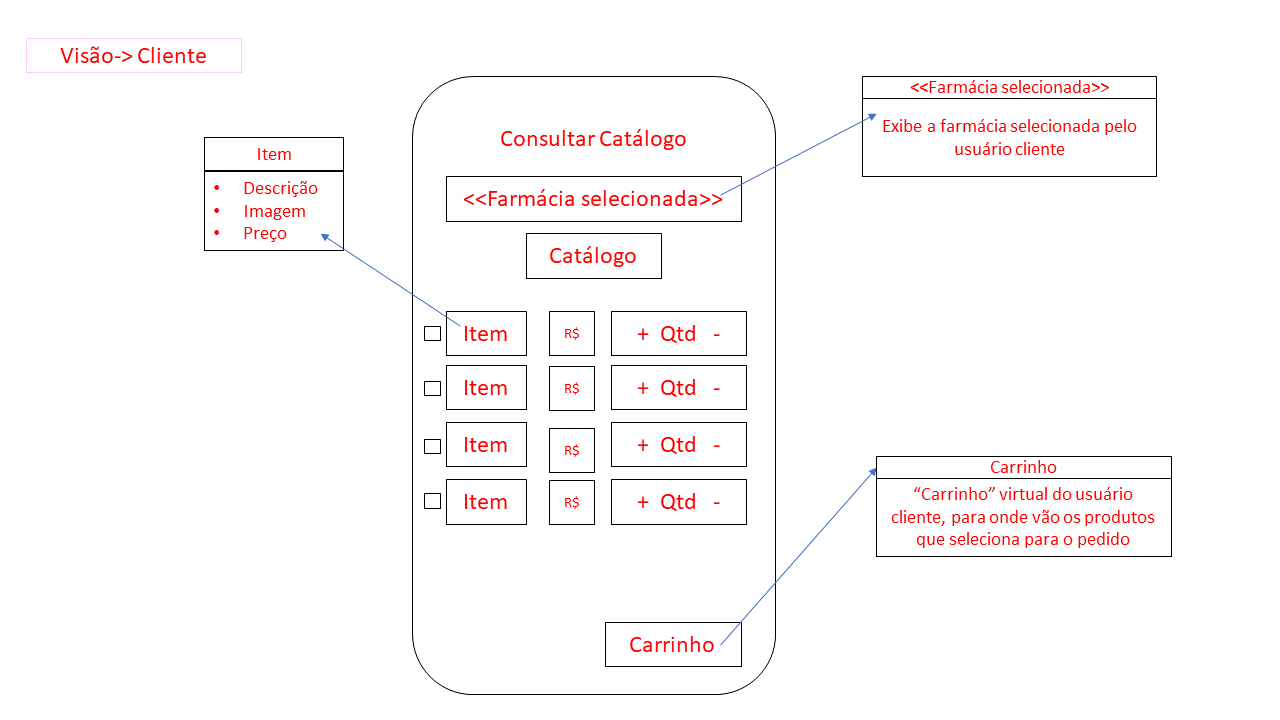 Visão-> Cliente
Item
• Descrição
• Imagem
• Preço
Consultar Catálogo
<<Farmácia selecionada>>
Catálogo
Item R$ + Qtd -
Item R$ + Qtd -
Item R$ + Qtd -
Item R$ + Qtd -
Carrinho
<<Farmácia selecionada>>
Exibe a farmácia selecionada pelo
usuário cliente
Carrinho
“Carrinho” virtual do usuário
cliente, para onde vão os produtos
que seleciona para o pedido